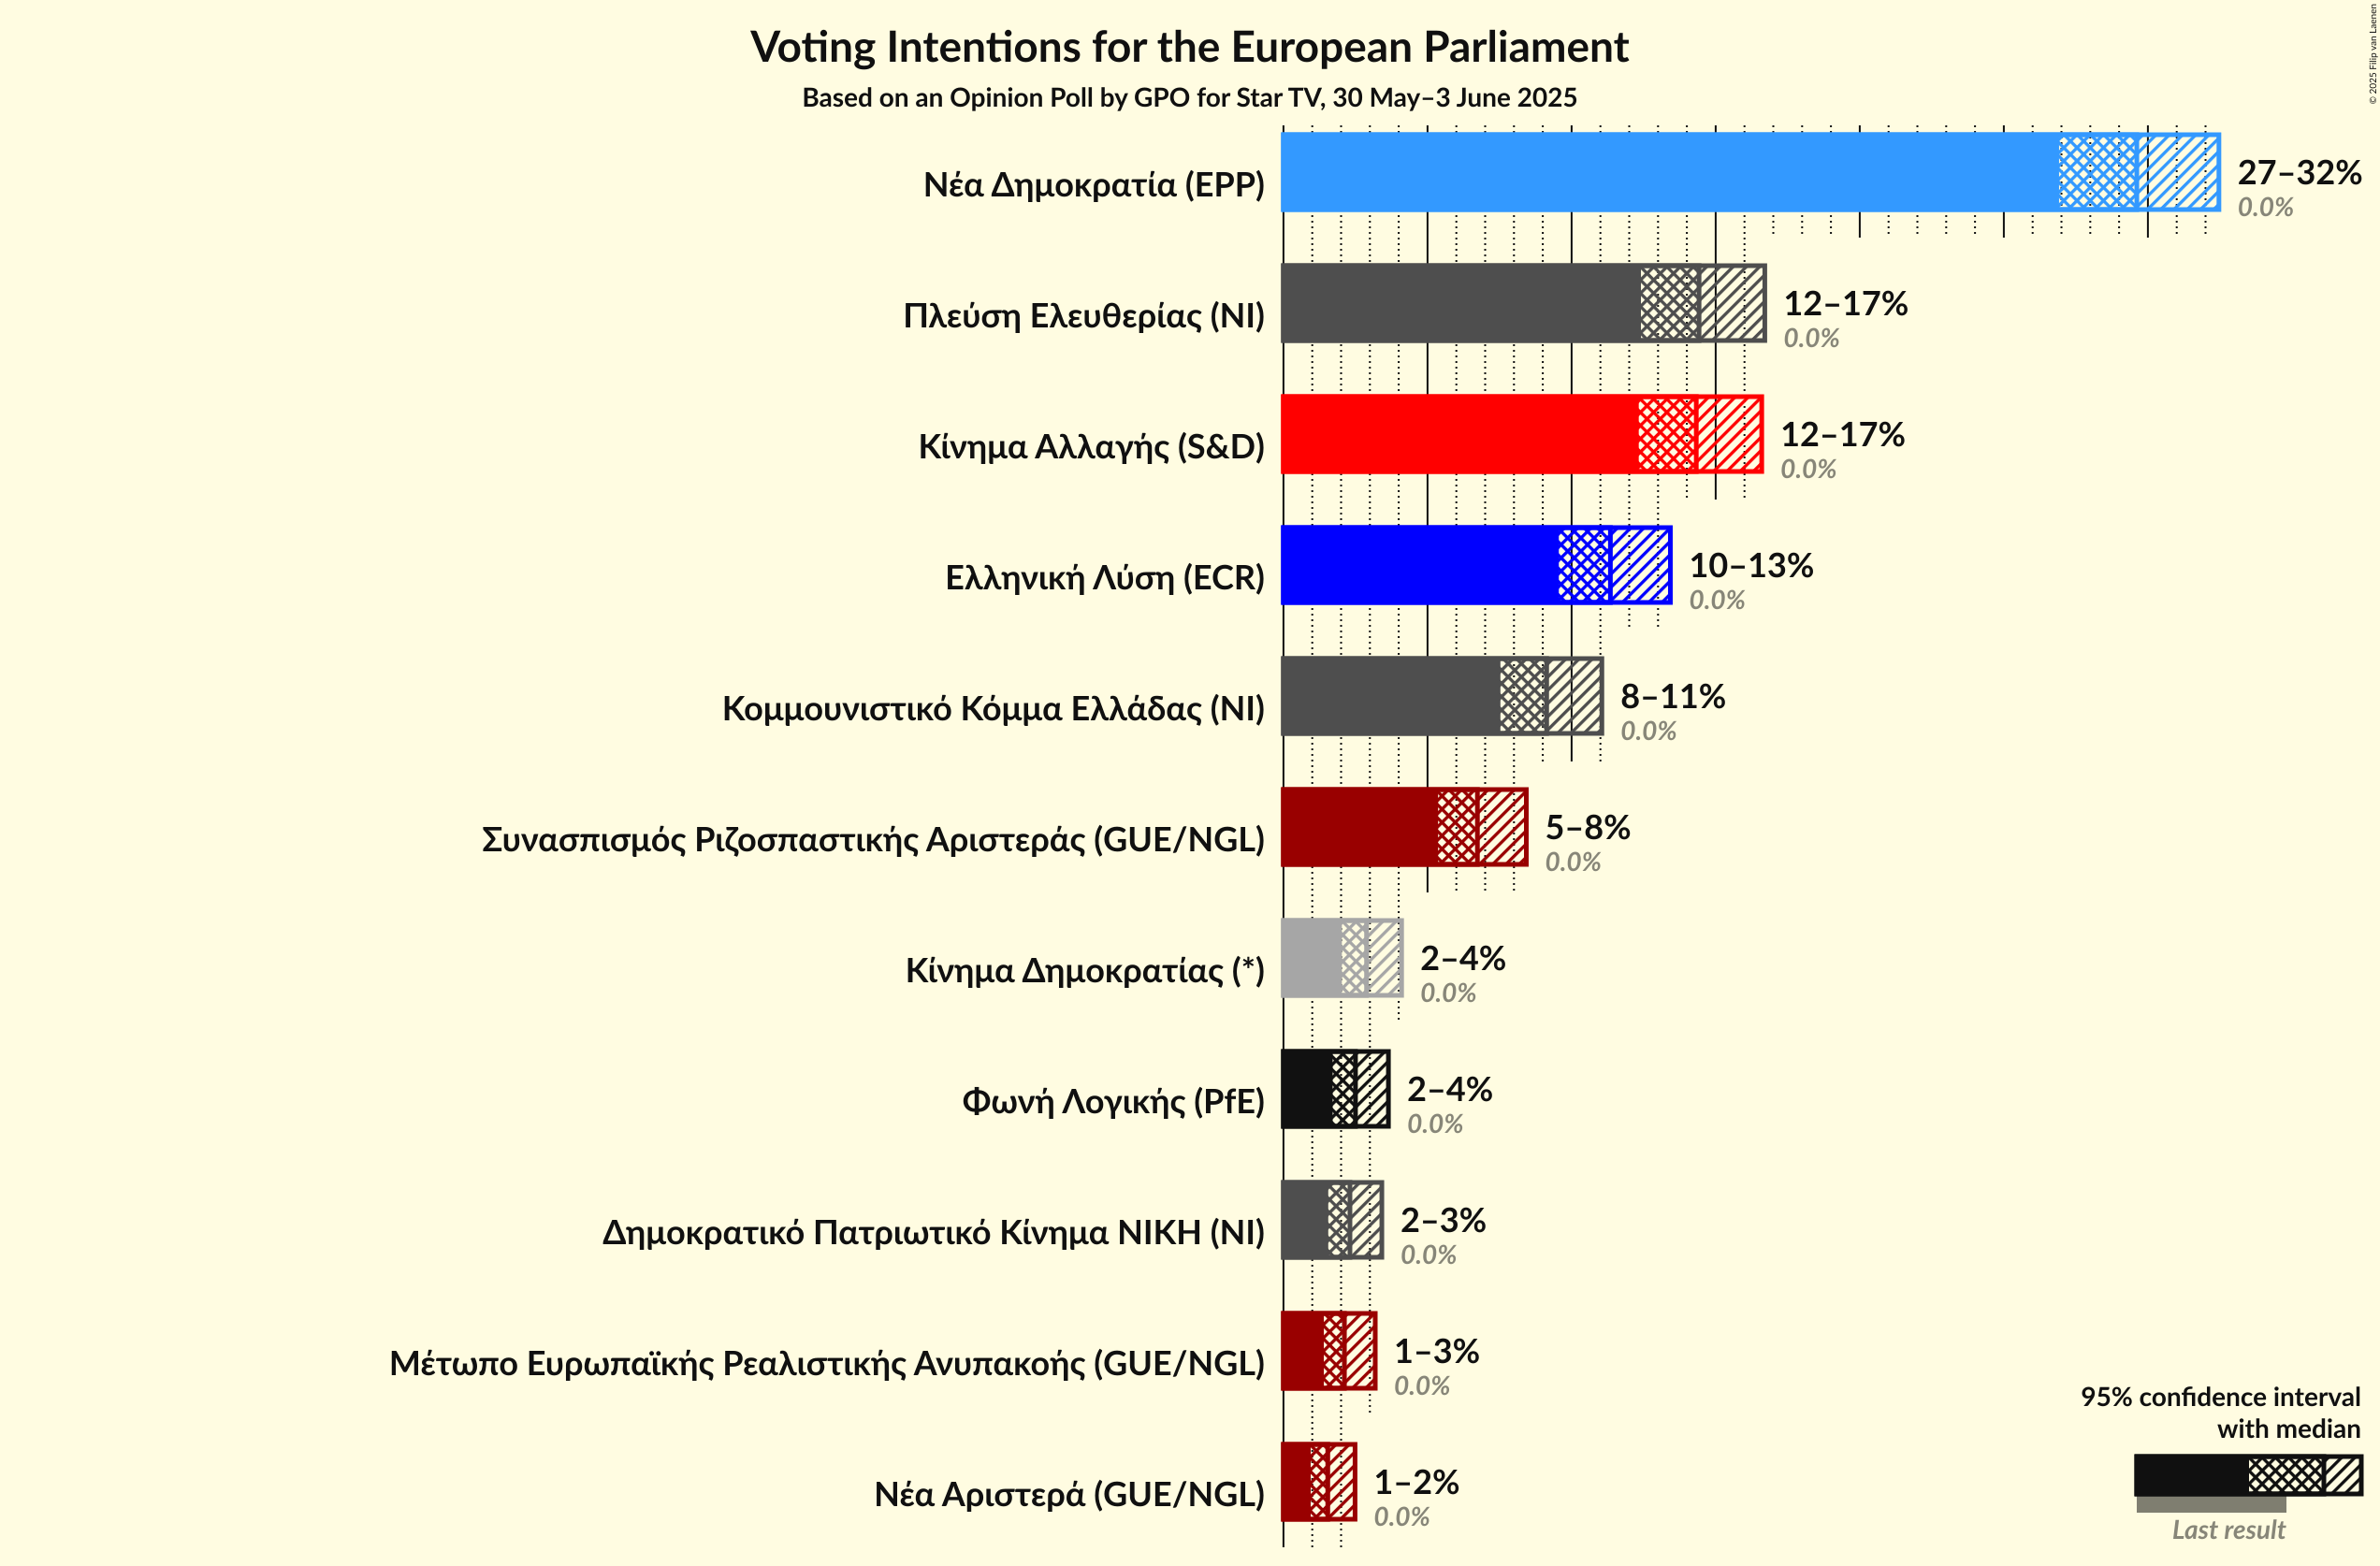 Voting Intentions for the European Parliament
Based on an Opinion Poll by GPO for Star TV, 30 May–3 June 2025
© 2025 Filip van Laenen
Νέα Δημοκρατία (EPP)
27–32%
0.0%
Πλεύση Ελευθερίας (NI)
12–17%
0.0%
Κίνημα Αλλαγής (S&D)
12–17%
0.0%
Ελληνική Λύση (ECR)
10–13%
0.0%
Κομμουνιστικό Κόμμα Ελλάδας (NI)
8–11%
0.0%
Συνασπισμός Ριζοσπαστικής Αριστεράς (GUE/NGL)
5–8%
0.0%
Κίνημα Δημοκρατίας (*)
2–4%
0.0%
Φωνή Λογικής (PfE)
2–4%
0.0%
Δημοκρατικό Πατριωτικό Κίνημα ΝΙΚΗ (NI)
2–3%
0.0%
Μέτωπο Ευρωπαϊκής Ρεαλιστικής Ανυπακοής (GUE/NGL)
1–3%
0.0%
Νέα Αριστερά (GUE/NGL)
1–2%
0.0%
95% confidence interval
with median
Last result